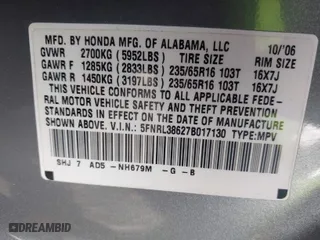 MFD. BY HONDA MFG. OF ALABAMA, LLC 10/'06
GVWR 2700KG (5952LBS) TIRE SIZE RIM SIZE
GAWR F 1285KG (2833LBS) 235/65R16 103T 16X7J
GAWR R 1450KG (3197LBS) 235/65R16 103T 16X7J
THIS VEHICLE CONFORMS TO ALL APPLICABLE FEDE-
RAL MOTOR VEHICLE SAFETY AND THEFT PREVENTION
STANDARDS IN EFFECT ON THE DATE OF MANUFACTURE
SHOWN ABOVE. V.I.N.: 5FNRL38627B017130 TYPE:MPV
SHJ 7 AD5 -NH679M -G -B
DREAMBID